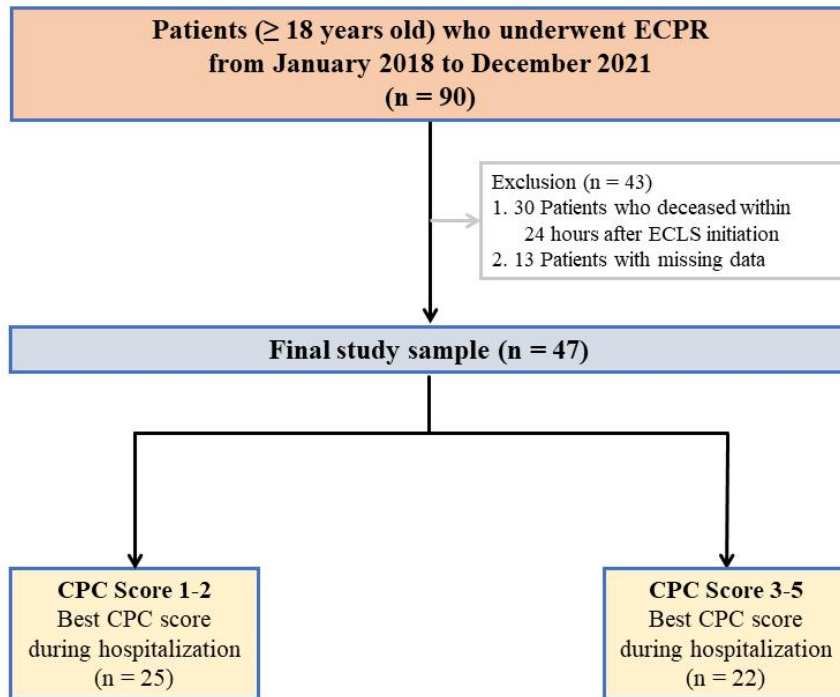 Patients (≥ 18 years old) who underwent ECPR
from January 2018 to December 2021
(n = 90)
Exclusion (n = 43)
1. 30 Patients who deceased within
24 hours after ECLS initiation
2. 13 Patients with missing data
Final study sample (n = 47)
CPC Score 1-2
Best CPC score
during hospitalization
(n = 25)
CPC Score 3-5
Best CPC score
during hospitalization
(n = 22)